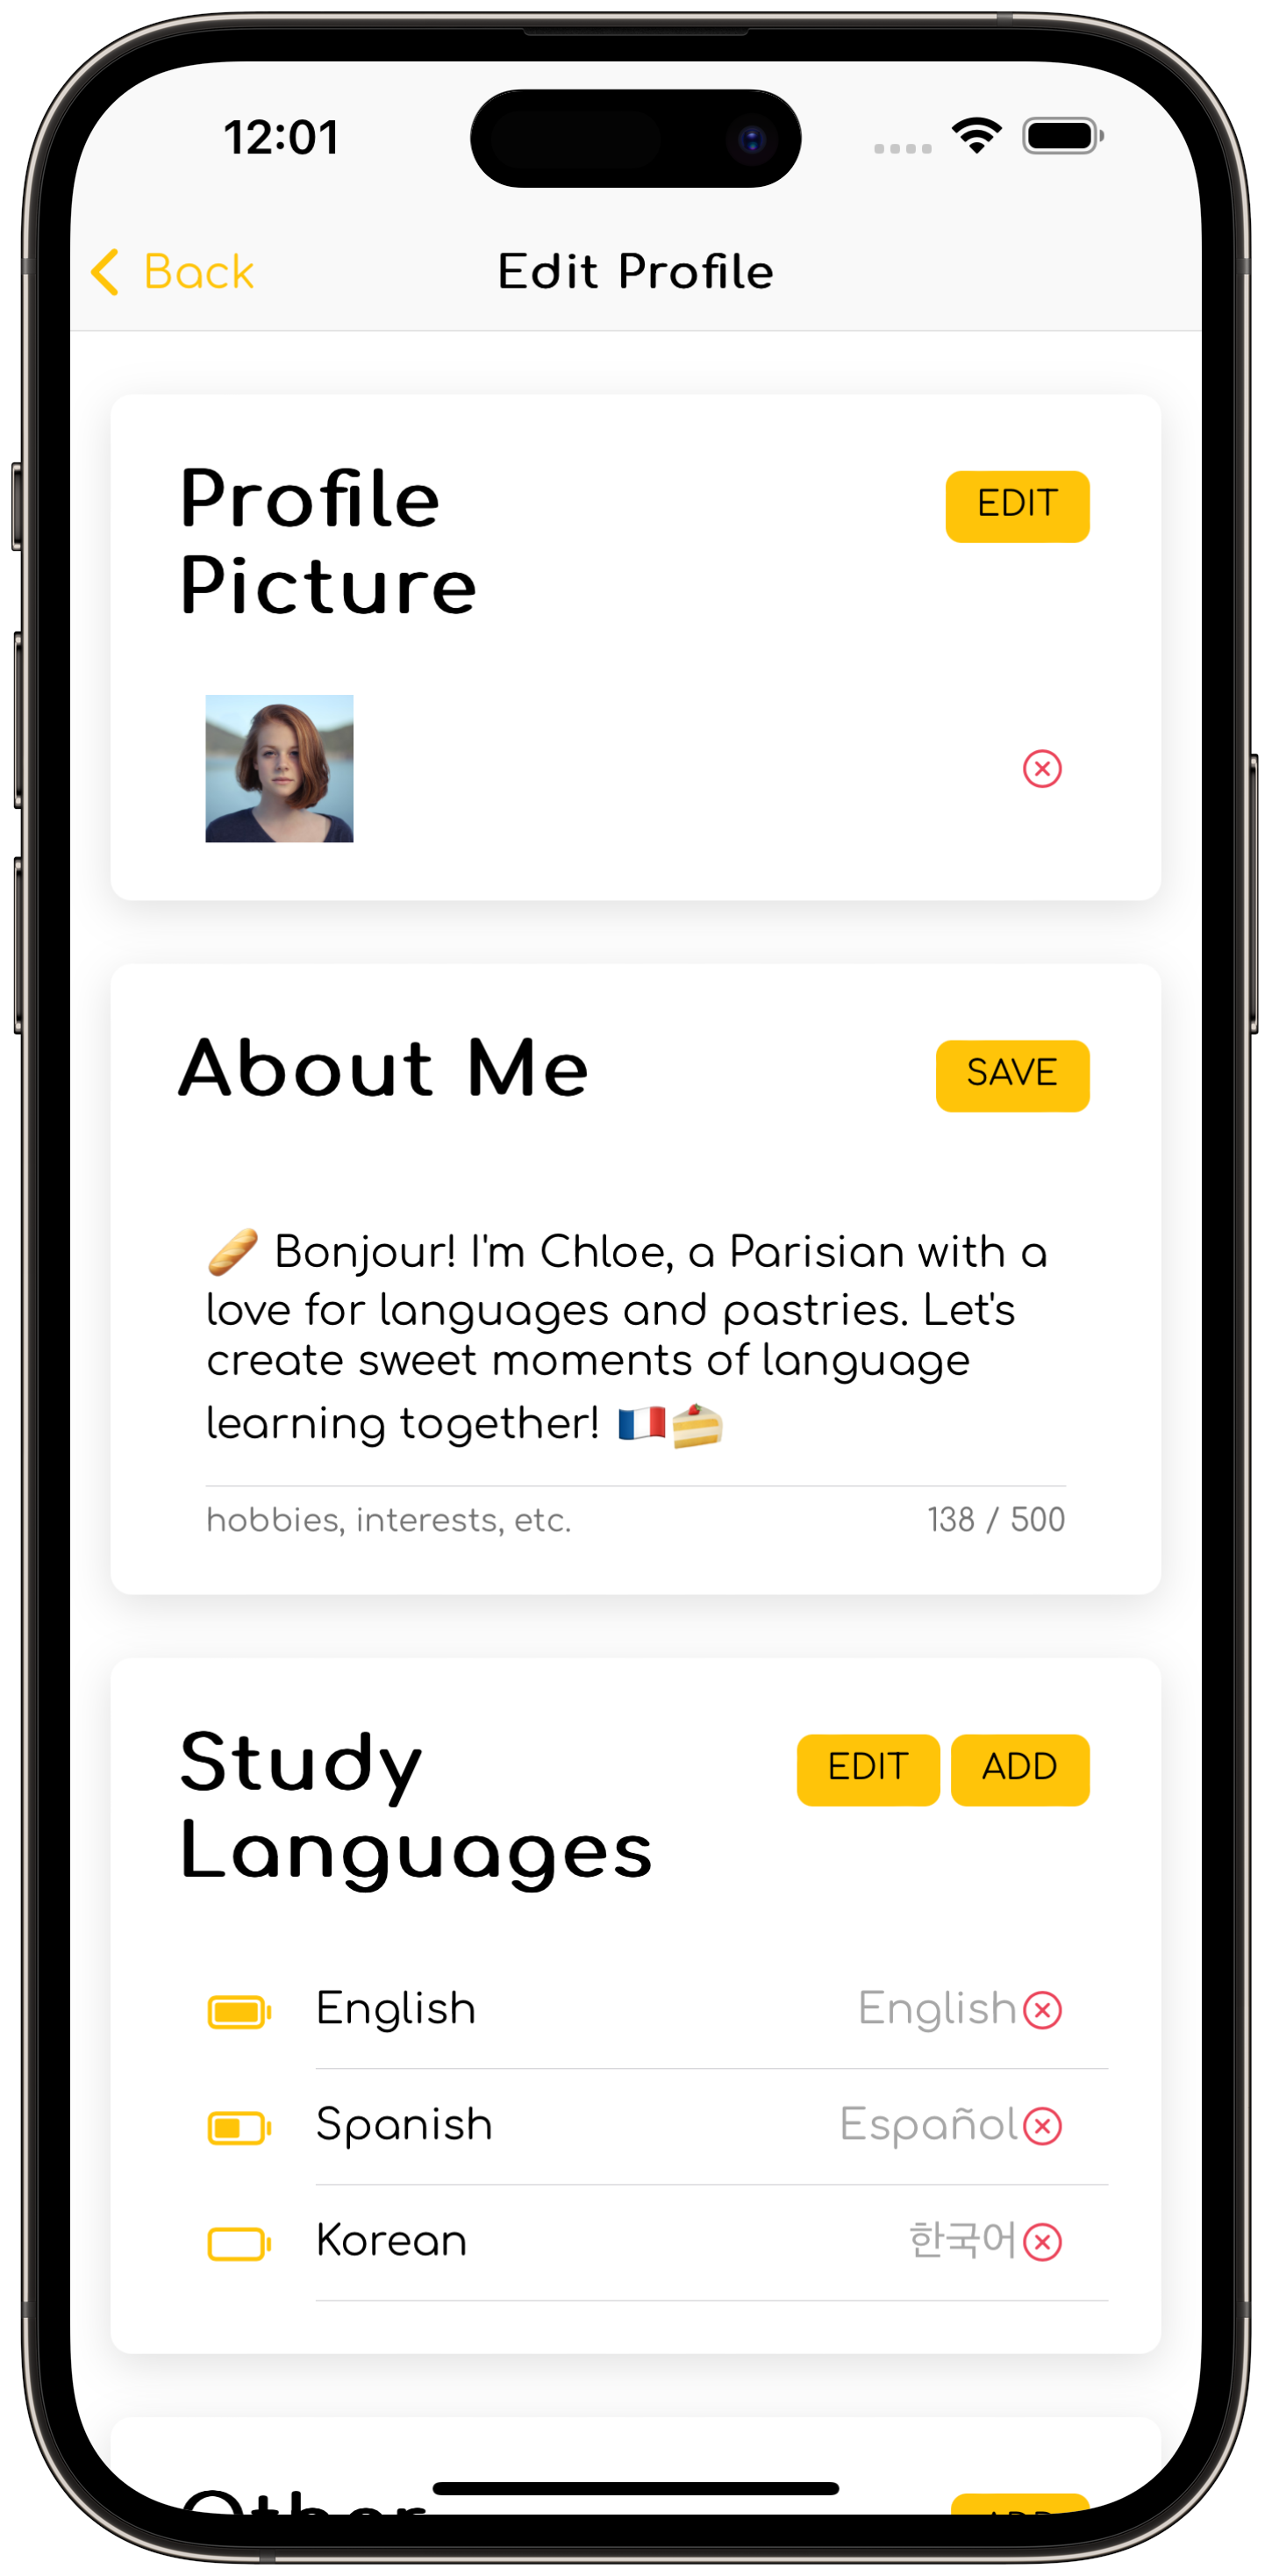 12:01
Back
Edit Profile
Profile
Picture
EDIT
About Me
SAVE
🥖 Bonjour! I'm Chloe, a Parisian with a
love for languages and pastries. Let's
create sweet moments of language
learning together! 🇫🇷🍰
hobbies, interests, etc.
138 / 500
Study
Languages
EDIT
ADD
English
English
Spanish
Español
Korean
한국어
Other
ADD